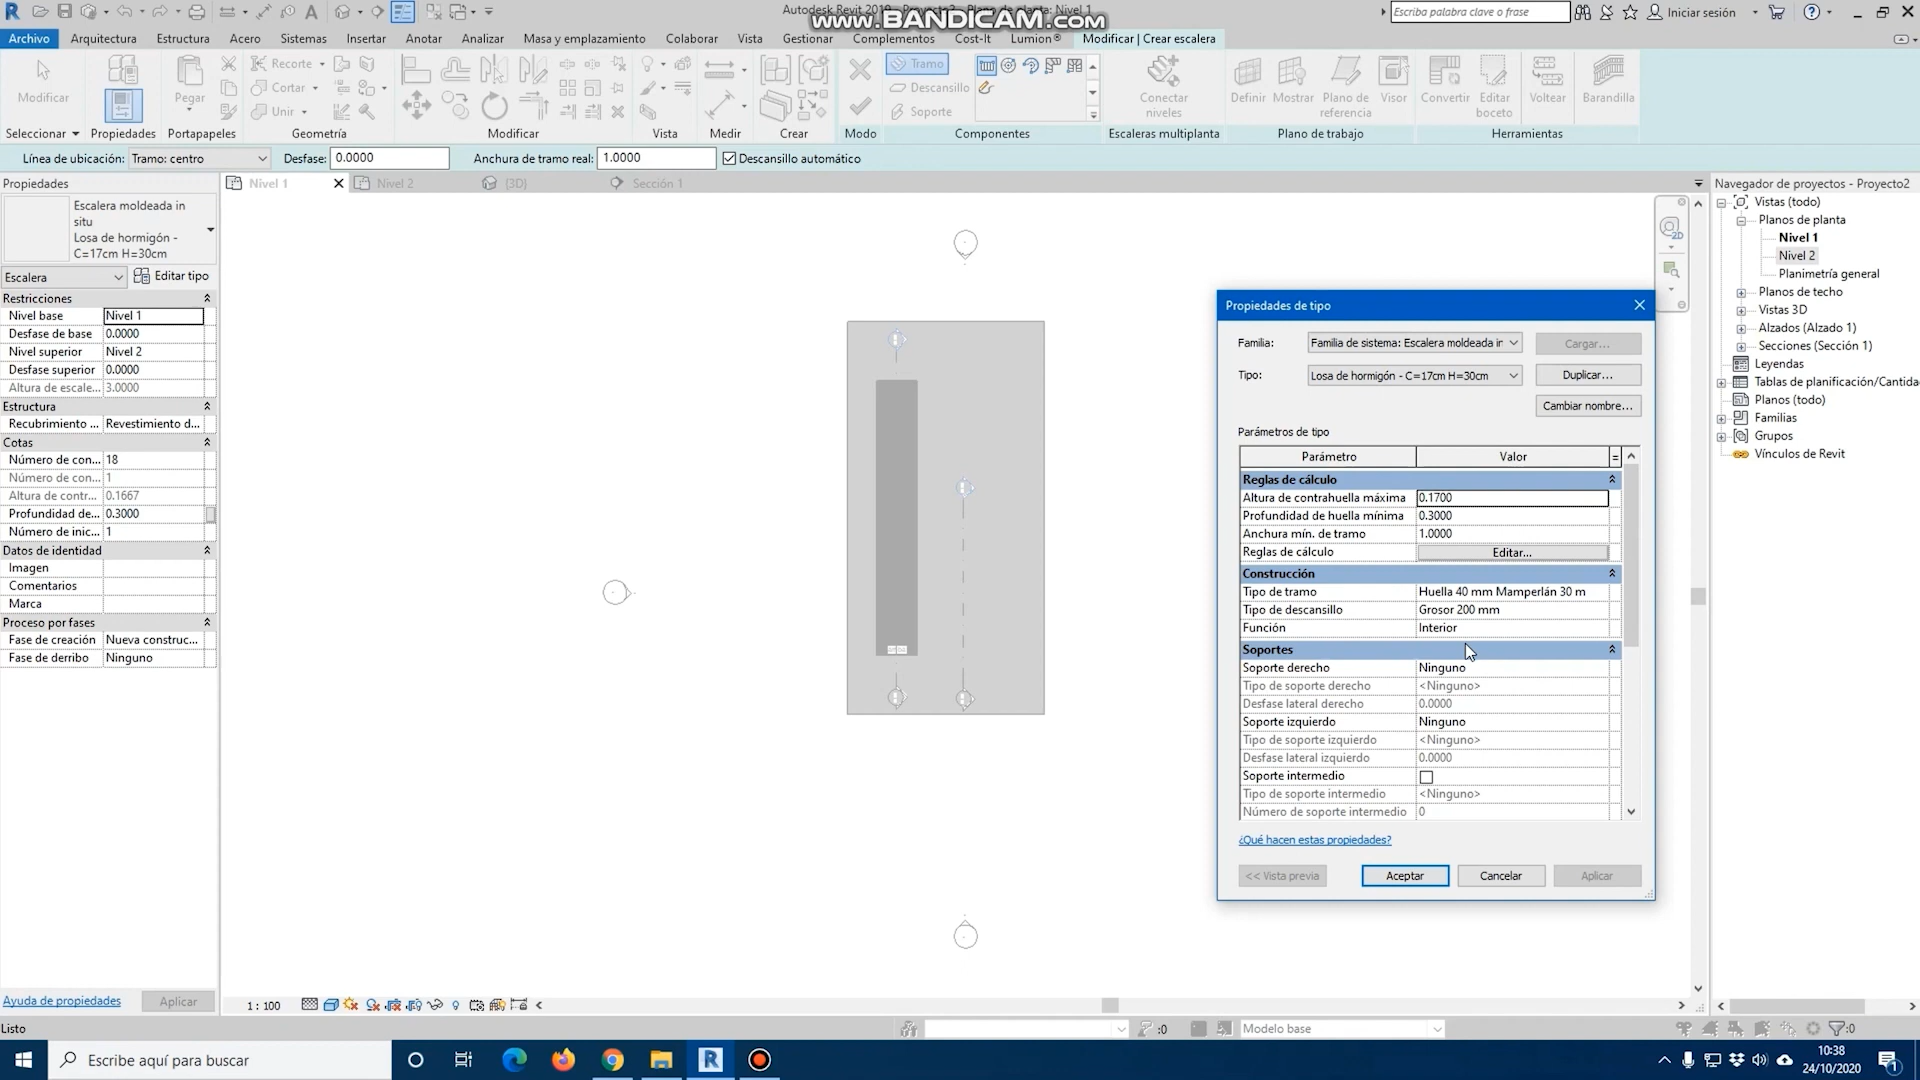 Autodesk Revit 20
www.BANDICAM.com
Escriba palabra clave o frase
Iniciar sesión
Archivo Arquitectura Estructura Acero Sistemas Insertar Anotar Analizar Masa y emplazamiento Colaborar Vista Gestionar Complementos Cost-It Lumion® Modificar | Crear escalera
Modificar
Pegar
Recorte
Cortar
Unir
Tramo
Descansillo
Soporte
Conectar niveles
Definir Mostrar Plano de referencia Visor
Convertir Editar boceto Voltear Barandilla
Seleccionar Propiedades Portapapeles Geometría Modificar Vista Medir Crear Modo Componentes Escaleras multiplanta Plano de trabajo Herramientas
Línea de ubicación: Tramo: centro Desfase: 0.0000 Anchura de tramo real: 1.0000 Descansillo automático
Propiedades
Nivel 1 Nivel 2 (3D) Sección 1
Escalera moldeada in
situ
Losa de hormigón -
C=17cm H=30cm
Escalera Editar tipo
Restricciones
Nivel base Nivel 1
Desfase de base 0.0000
Nivel superior Nivel 2
Desfase superior 0.0000
Altura de escale... 3.0000
Estructura
Recubrimiento ... Revestimiento d...
Cotas
Número de con... 18
Número de con... 1
Altura de contr... 0.1667
Profundidad de... 0.3000
Número de inic... 1
Datos de identidad
Imagen
Comentarios
Marca
Proceso por fases
Fase de creación Nueva construc...
Fase de derribo Ninguno
Ayuda de propiedades Aplicar
2D
Propiedades de tipo
Familia: Familia de sistema: Escalera moldeada in Cargar...
Tipo: Losa de hormigón - C=17cm H=30cm Duplicar...
Cambiar nombre...
Parámetros de tipo
Parámetro Valor =
Reglas de cálculo
Altura de contrahuella máxima 0.1700
Profundidad de huella mínima 0.3000
Anchura mín. de tramo 1.0000
Reglas de cálculo Editar...
Construcción
Tipo de tramo Huella 40 mm Mamperlán 30 m
Tipo de descansillo Grosor 200 mm
Función Interior
Soportes
Soporte derecho Ninguno
Tipo de soporte derecho <Ninguno>
Desfase lateral derecho 0.0000
Soporte izquierdo Ninguno
Tipo de soporte izquierdo <Ninguno>
Desfase lateral izquierdo 0.0000
Soporte intermedio
Tipo de soporte intermedio <Ninguno>
Número de soporte intermedio 0
¿Qué hacen estas propiedades?
<< Vista previa Aceptar Cancelar Aplicar
Navegador de proyectos - Proyecto2
Vistas (todo)
Planos de planta
Nivel 1
Nivel 2
Planimetría general
Planos de techo
Vistas 3D
Alzados (Alzado 1)
Secciones (Sección 1)
Leyendas
Tablas de planificación/Cantida
Planos (todo)
Familias
Grupos
Vínculos de Revit
1 : 100
Listo
:0 Modelo base :0
Escribe aquí para buscar
10:38
24/10/2020